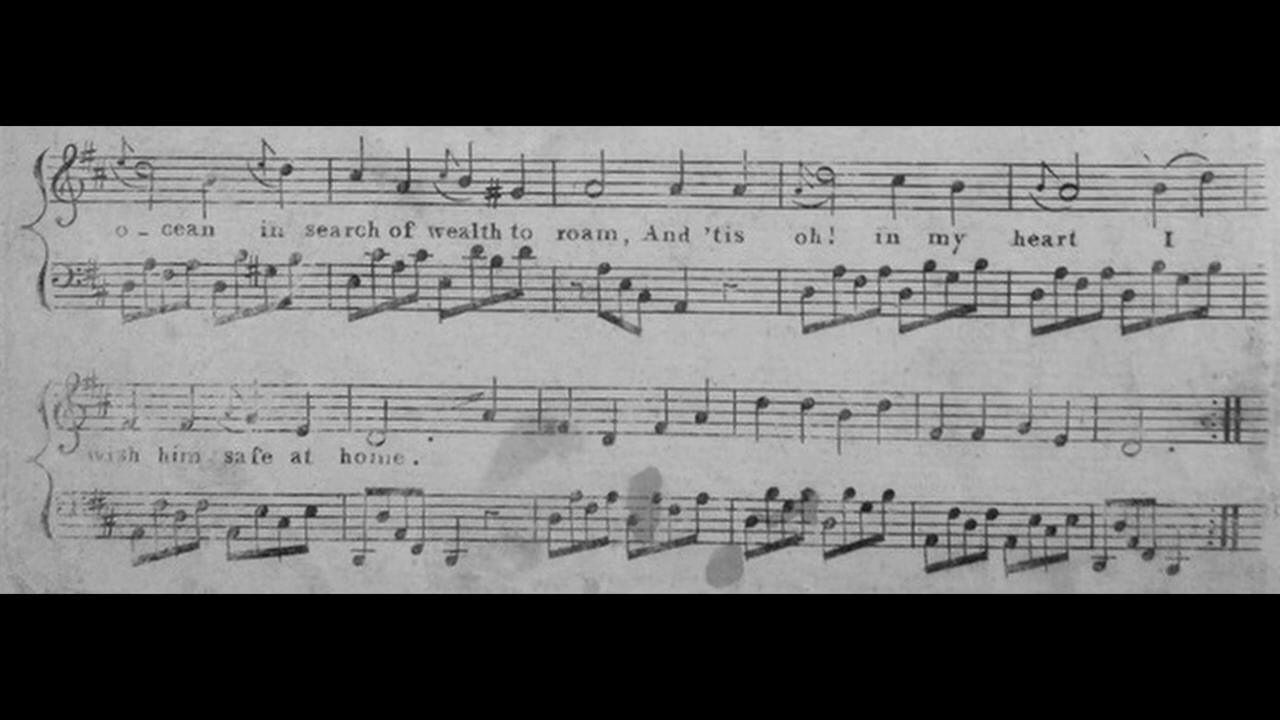 o - cean in search of wealth to roam, And 'tis oh! in my heart I
wish him safe at home.